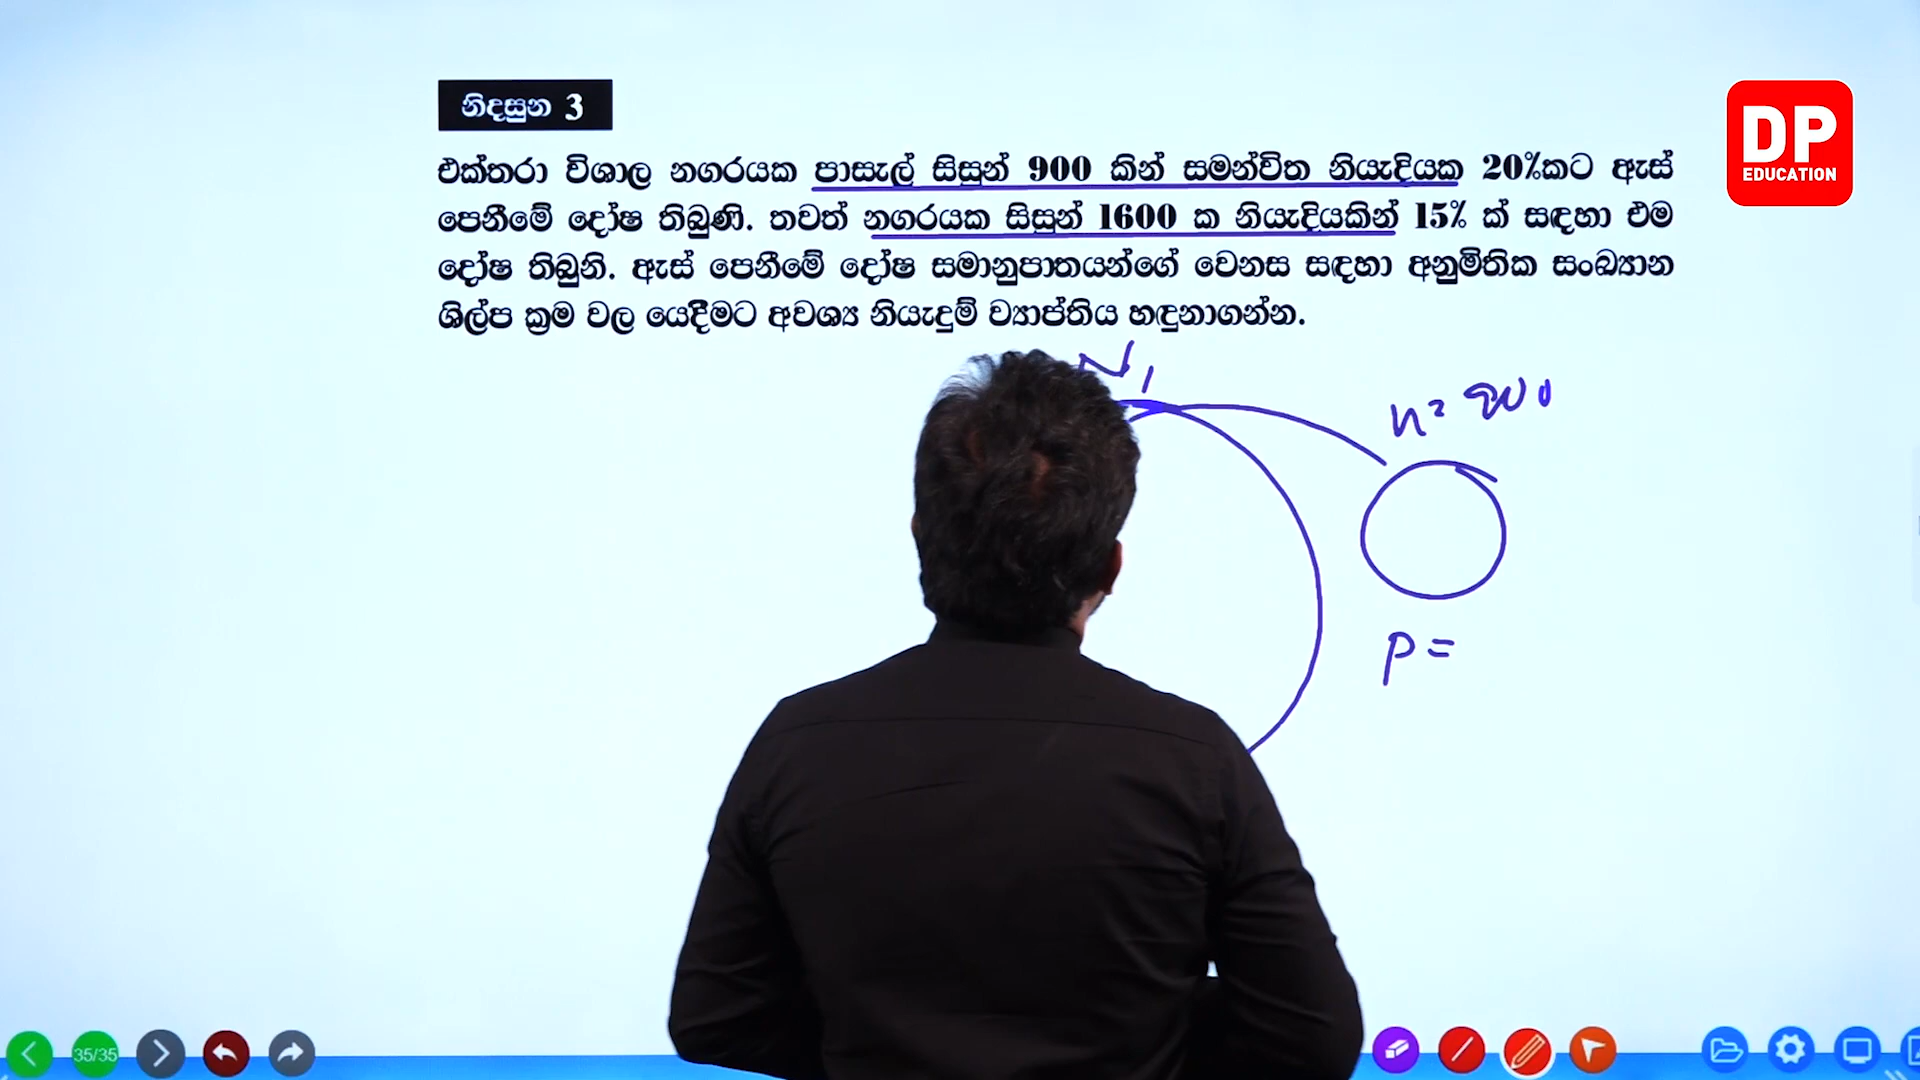 නිදසුන 3
DP
EDUCATION
එක්තරා විශාල නගරයක පාසැල් සිසුන් 900 කින් සමන්විත නියැදියක 20%කට ඇස්
පෙනීමේ දෝෂ තිබුණි. තවත් නගරයක සිසුන් 1600 ක නියැදියකින් 15% ක් සඳහා එම
දෝෂ තිබුනි. ඇස් පෙනීමේ දෝෂ සමානුපාතයන්ගේ වෙනස සඳහා අනුමිතික සංඛ්‍යාන
ශිල්ප ක්‍රම වල යෙදීමට අවශ්‍ය නියැදුම් ව්‍යාප්තිය හඳුනාගන්න.
N1
n = 900
p =
35/35